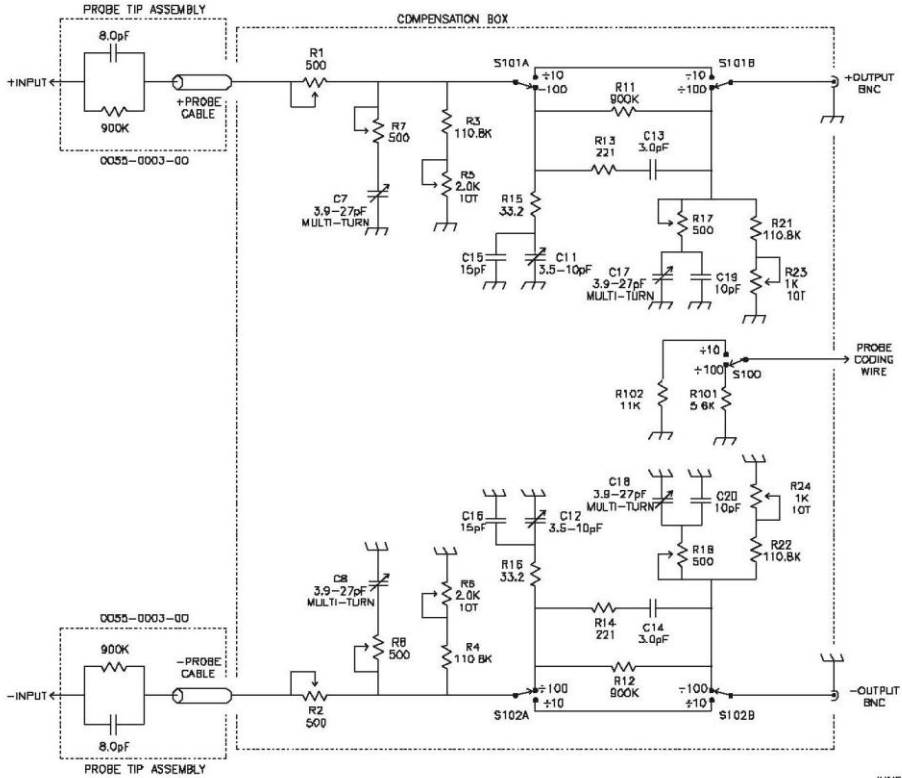 PROBE TIP ASSEMBLY
COMPENSATION BOX
8.0pF
+INPUT
900K
0055-0003-00
+PROBE
CABLE
R1
500
R7
500
C7
3.9-27pF
MULTI-TURN
R3
110.8K
R5
2.0K
10T
S101A
÷10
-100
S101B
÷10
÷100
R11
900K
R13
221
C13
3.0pF
+OUTPUT
BNC
R15
33.2
C15
15pF
C11
3.5-10pF
R17
500
C17
3.9-27pF
MULTI-TURN
C19
10pF
R21
110.8K
R23
1K
10T
÷10
÷100
S100
PROBE
CODING
WIRE
R102
11K
R101
5.6K
C16
15pF
C12
3.5-10pF
C18
3.9-27pF
MULTI-TURN
C20
10pF
R24
1K
10T
R16
33.2
R18
500
R22
110.8K
C8
3.9-27pF
MULTI-TURN
R6
2.0K
10T
R8
500
R4
110.8K
R14
221
C14
3.0pF
0055-0003-00
900K
-PROBE
CABLE
-INPUT
8.0pF
PROBE TIP ASSEMBLY
R2
500
÷100
÷10
S102A
R12
900K
÷100
÷10
S102B
-OUTPUT
BNC